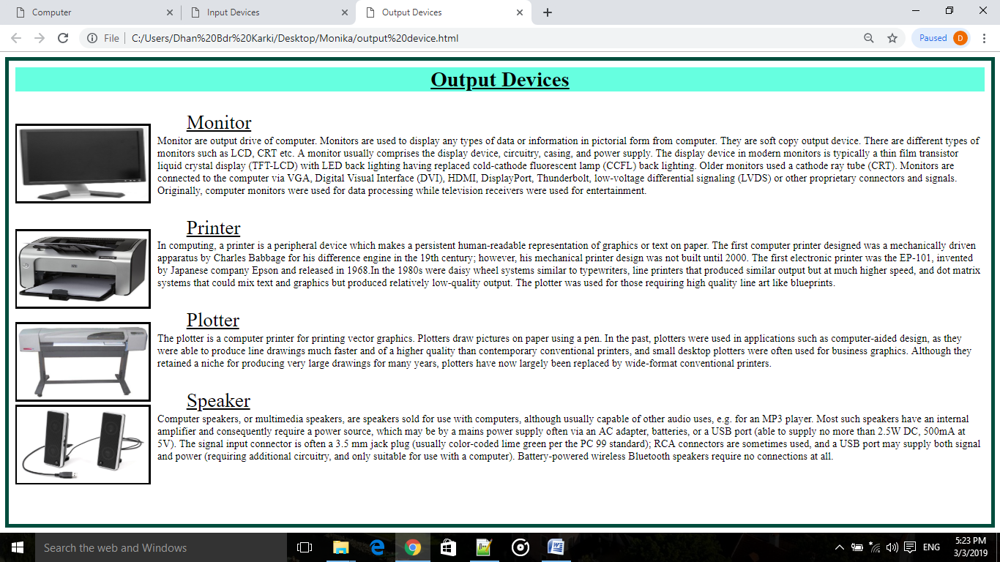 Computer
Input Devices
Output Devices
File
C:/Users/Dhan%20Bdr%20Karki/Desktop/Monika/output%20device.html
Paused
D
Output Devices
Monitor
Monitor are output drive of computer. Monitors are used to display any types of data or information in pictorial form from computer. They are soft copy output device. There are different types of
monitors such as LCD, CRT etc. A monitor usually comprises the display device, circuitry, casing, and power supply. The display device in modern monitors is typically a thin film transistor
liquid crystal display (TFT-LCD) with LED back lighting having replaced cold-cathode fluorescent lamp (CCFL) back lighting. Older monitors used a cathode ray tube (CRT). Monitors are
connected to the computer via VGA, Digital Visual Interface (DVI), HDMI, DisplayPort, Thunderbolt, low-voltage differential signaling (LVDS) or other proprietary connectors and signals.
Originally, computer monitors were used for data processing while television receivers were used for entertainment.
Printer
In computing, a printer is a peripheral device which makes a persistent human-readable representation of graphics or text on paper. The first computer printer designed was a mechanically driven
apparatus by Charles Babbage for his difference engine in the 19th century; however, his mechanical printer design was not built until 2000. The first electronic printer was the EP-101, invented
by Japanese company Epson and released in 1968.In the 1980s were daisy wheel systems similar to typewriters, line printers that produced similar output but at much higher speed, and dot matrix
systems that could mix text and graphics but produced relatively low-quality output. The plotter was used for those requiring high quality line art like blueprints.
Plotter
The plotter is a computer printer for printing vector graphics. Plotters draw pictures on paper using a pen. In the past, plotters were used in applications such as computer-aided design, as they
were able to produce line drawings much faster and of a higher quality than contemporary conventional printers, and small desktop plotters were often used for business graphics. Although they
retained a niche for producing very large drawings for many years, plotters have now largely been replaced by wide-format conventional printers.
Speaker
Computer speakers, or multimedia speakers, are speakers sold for use with computers, although usually capable of other audio uses, e.g. for an MP3 player. Most such speakers have an internal
amplifier and consequently require a power source, which may be by a mains power supply often via an AC adapter, batteries, or a USB port (able to supply no more than 2.5W DC, 500mA at
5V). The signal input connector is often a 3.5 mm jack plug (usually color-coded lime green per the PC 99 standard); RCA connectors are sometimes used, and a USB port may supply both signal
and power (requiring additional circuitry, and only suitable for use with a computer). Battery-powered wireless Bluetooth speakers require no connections at all.
Search the web and Windows
ENG
5:23 PM
3/3/2019